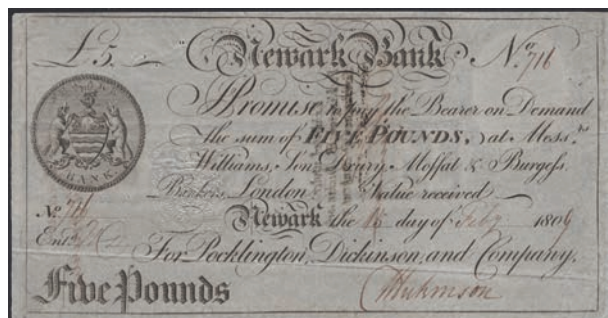 £5. Newark Bank No. 716
I Promise to pay the Bearer on Demand
the sum of FIVE POUNDS, at Messrs.
Williams, Son, Drury, Moffat & Burgess.
Bankers, London Value received
No. 716 Newark the 16 day of Feby 1809
Entd.
For Pocklington, Dickinson, and Company,
Five Pounds
BANK